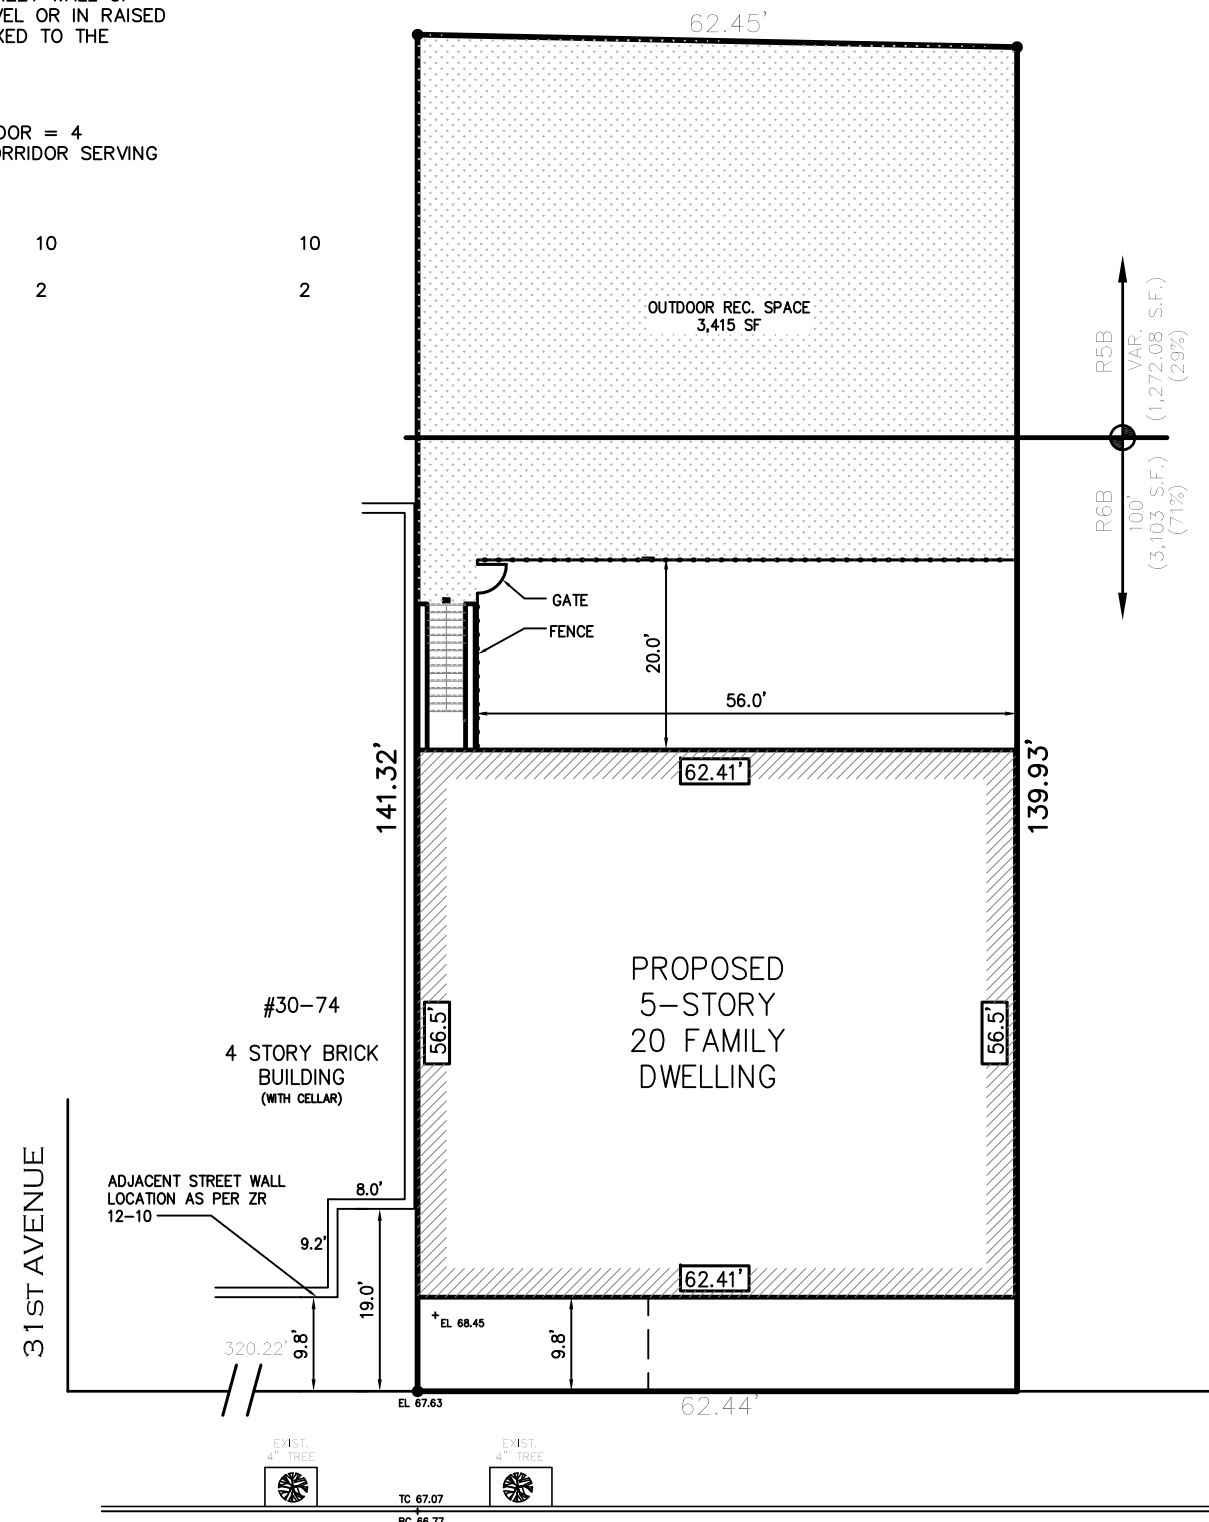 VEL OR IN RAISED
XED TO THE
OOR = 4
ORRIDOR SERVING
10 10
2 2
62.45'
OUTDOOR REC. SPACE
3,415 SF
R5B
VAR.
(1,272.08 S.F.)
(29%)
R6B
100'
(3,103 S.F.)
(71%)
GATE
FENCE
20.0'
56.0'
141.32'
139.93'
62.41'
PROPOSED
5-STORY
20 FAMILY
DWELLING
56.5'
56.5'
#30-74
4 STORY BRICK
BUILDING
(WITH CELLAR)
31ST AVENUE
ADJACENT STREET WALL
LOCATION AS PER ZR
12-10
8.0'
9.2'
19.0'
9.8'
320.22'
62.41'
EL 68.45
9.8'
EL 67.63
62.44'
EXIST.
4" TREE
EXIST.
4" TREE
TC 67.07
BC 66.77